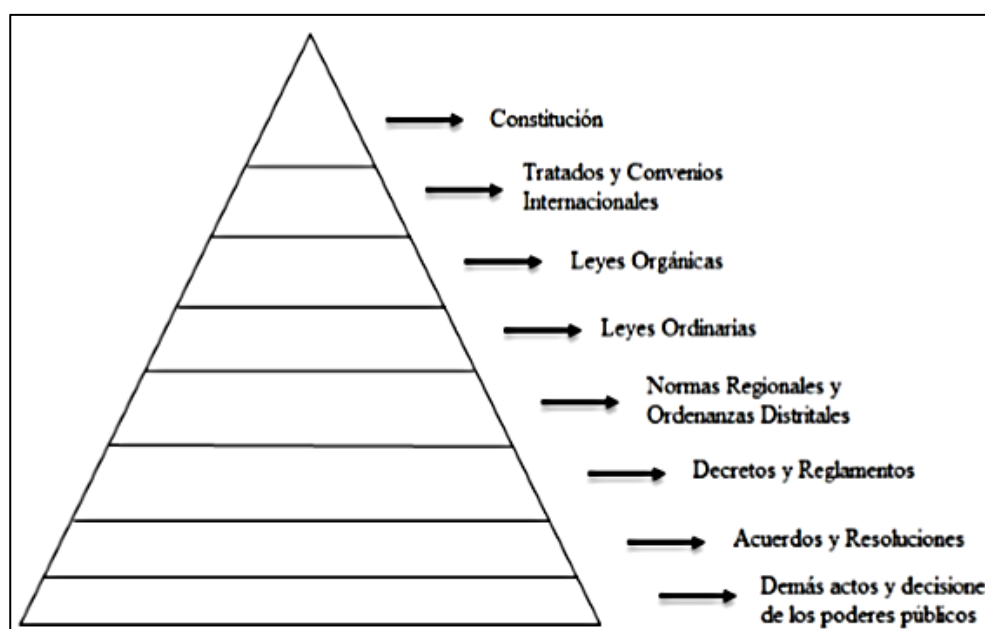 Constitución
Tratados y Convenios
Internacionales
Leyes Orgánicas
Leyes Ordinarias
Normas Regionales y
Ordenanzas Distritales
Decretos y Reglamentos
Acuerdos y Resoluciones
Demás actos y decisione
de los poderes públicos